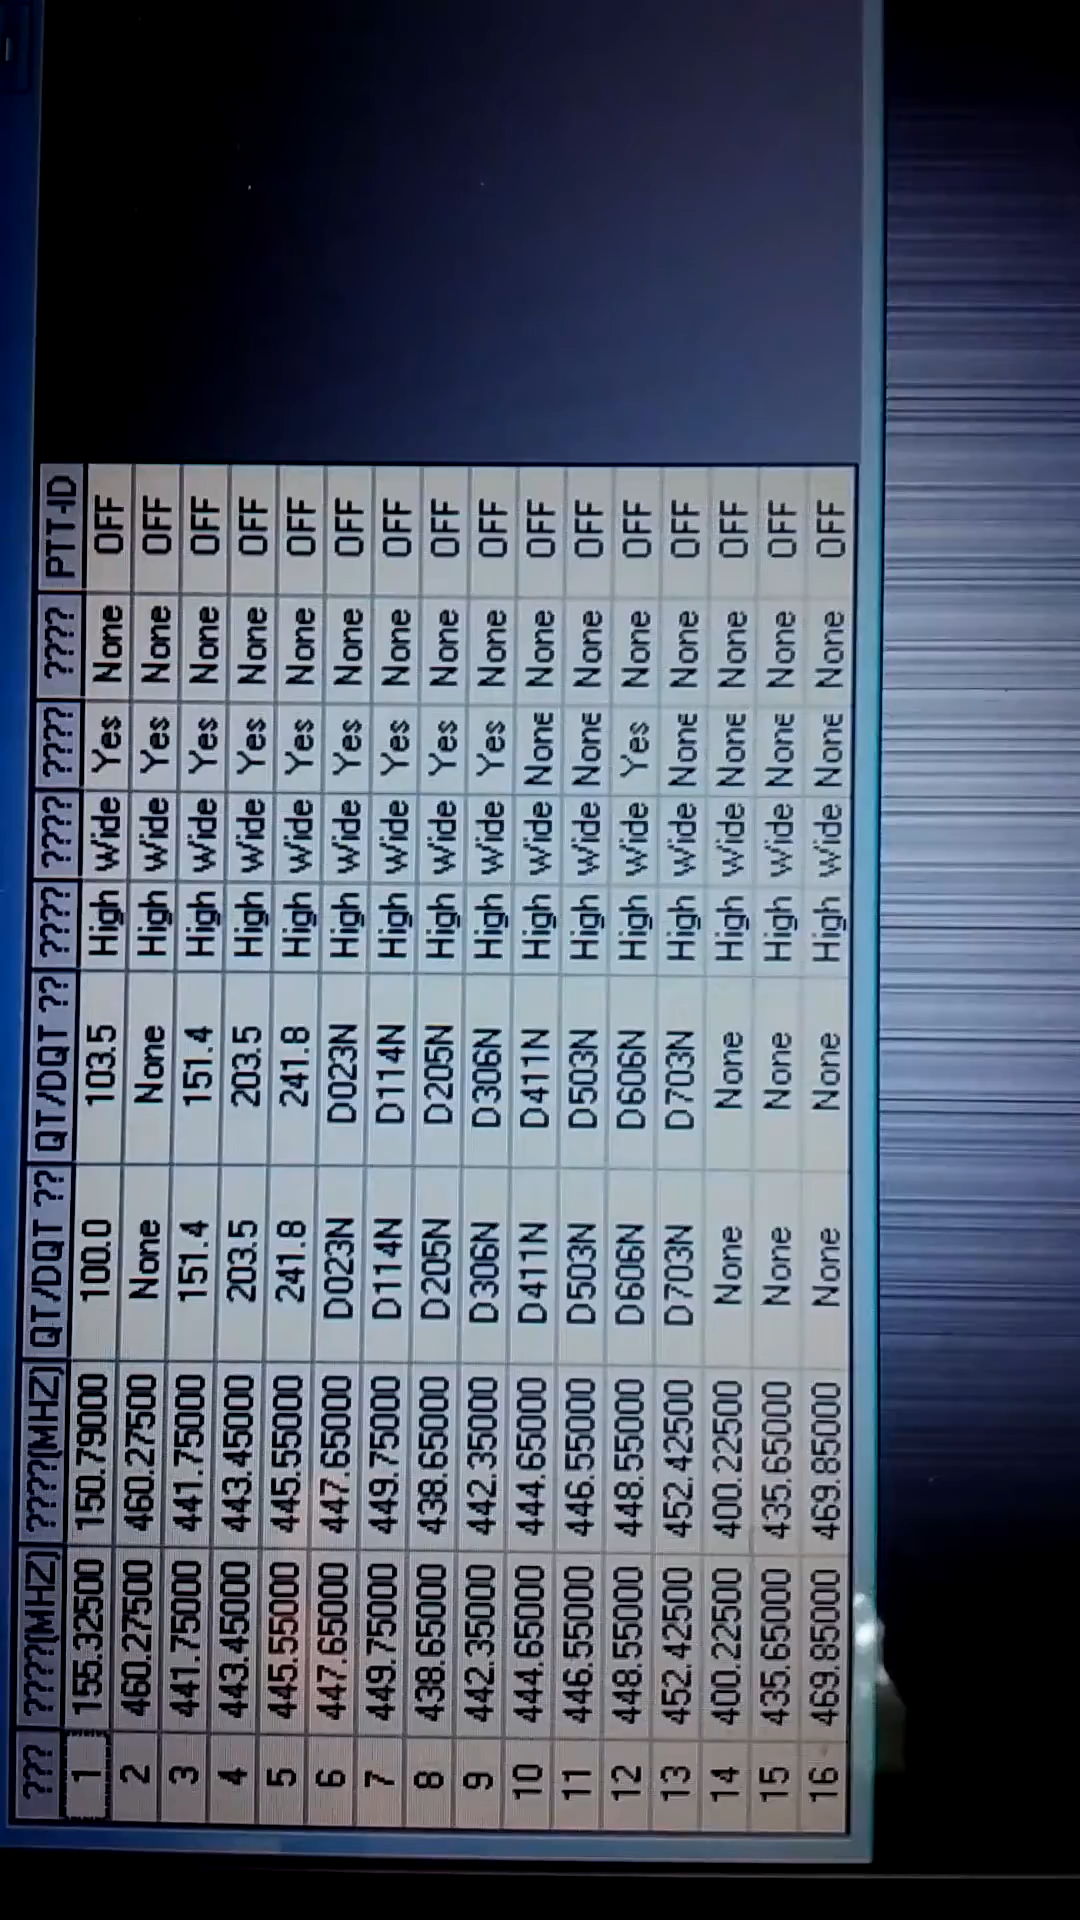 ??? ????(MHZ) ????(MHZ) QT/DQT ?? QT/DQT ?? ???? ???? ???? ???? PTT-ID
1 155.32500 150.79000 100.0 103.5 High Wide Yes None OFF
2 460.27500 460.27500 None None High Wide Yes None OFF
3 441.75000 441.75000 151.4 151.4 High Wide Yes None OFF
4 443.45000 443.45000 203.5 203.5 High Wide Yes None OFF
5 445.55000 445.55000 241.8 241.8 High Wide Yes None OFF
6 447.65000 447.65000 D023N D023N High Wide Yes None OFF
7 449.75000 449.75000 D114N D114N High Wide Yes None OFF
8 438.65000 438.65000 D205N D205N High Wide Yes None OFF
9 442.35000 442.35000 D306N D306N High Wide Yes None OFF
10 444.65000 444.65000 D411N D411N High Wide None None OFF
11 446.55000 446.55000 D503N D503N High Wide None None OFF
12 448.55000 448.55000 D606N D606N High Wide Yes None OFF
13 452.42500 452.42500 D703N D703N High Wide None None OFF
14 400.22500 400.22500 None None High Wide None None OFF
15 435.65000 435.65000 None None High Wide None None OFF
16 469.85000 469.85000 None None High Wide None None OFF